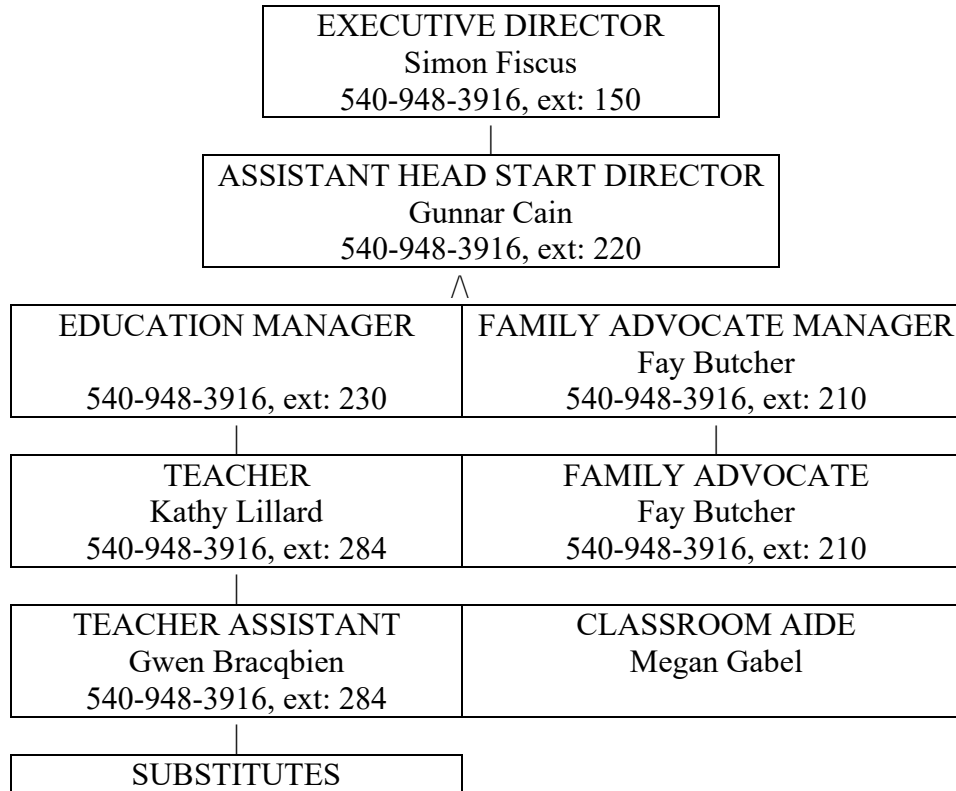 EXECUTIVE DIRECTOR
Simon Fiscus
540-948-3916, ext: 150
ASSISTANT HEAD START DIRECTOR
Gunnar Cain
540-948-3916, ext: 220
EDUCATION MANAGER
540-948-3916, ext: 230
FAMILY ADVOCATE MANAGER
Fay Butcher
540-948-3916, ext: 210
TEACHER
Kathy Lillard
540-948-3916, ext: 284
FAMILY ADVOCATE
Fay Butcher
540-948-3916, ext: 210
TEACHER ASSISTANT
Gwen Bracqbien
540-948-3916, ext: 284
CLASSROOM AIDE
Megan Gabel
SUBSTITUTES